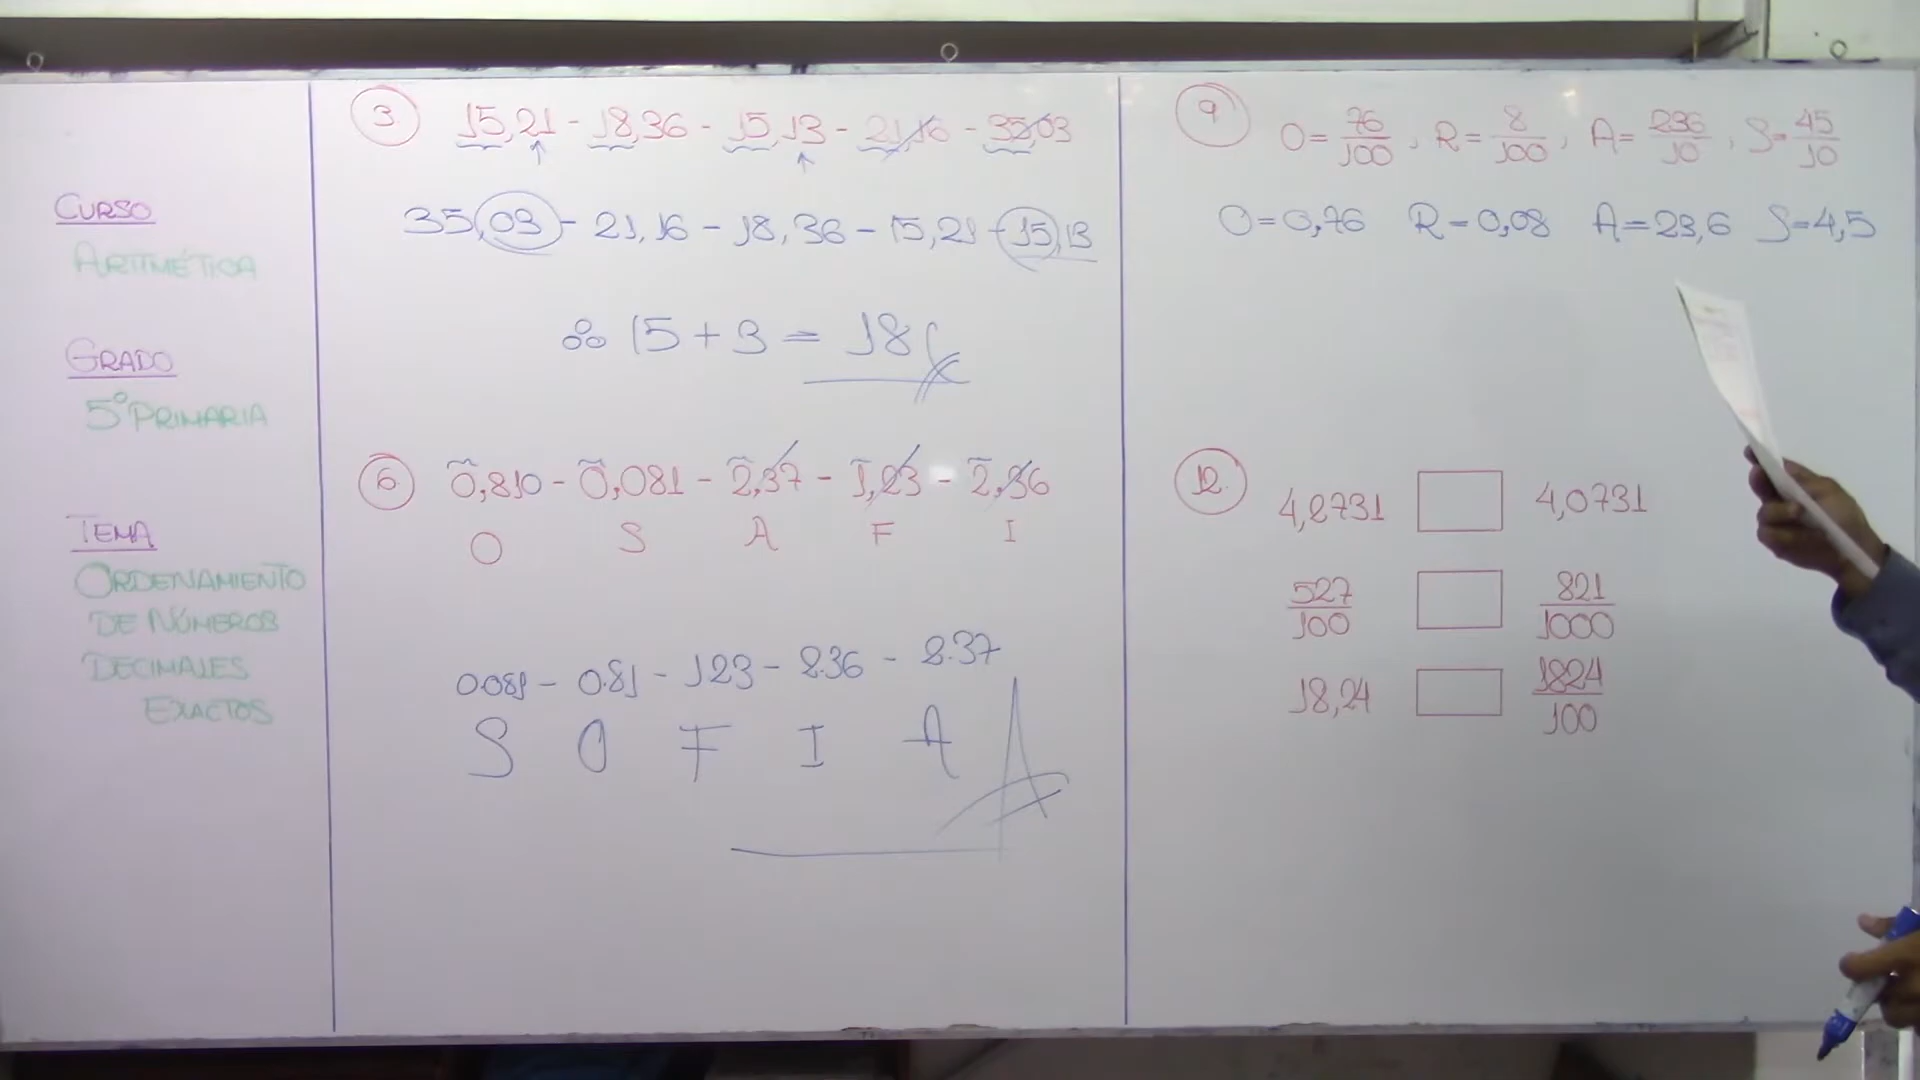 CURSO
ARITMÉTICA
GRADO
5° PRIMARIA
TEMA
ORDENAMIENTO
DE NÚMEROS
DECIMALES
EXACTOS
3 15,21 - 18,36 - 15,13 - 21,16 - 35,03
35,03 - 21,16 - 18,36 - 15,21 - 15,13
15 + 3 = 18
6 0,810 - 0,081 - 2,37 - 1,23 - 2,36
O S A F I
0.081 - 0.81 - 1.23 - 2.36 - 2.37
S O F I A
9 O = 76/100 , R = 8/100 , A = 236/10 , S = 45/10
O = 0,76 R = 0,08 A = 23,6 S = 4,5
12 4,2731 4,0731
527/100 821/1000
18,24 1824/100